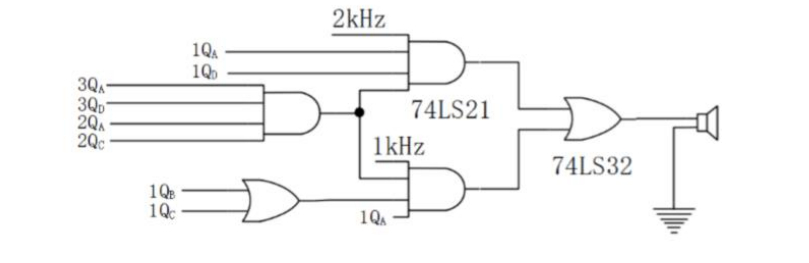 2kHz
1QA
1QD
3QA
3QD
2QA
2QC
74LS21
1kHz
74LS32
1QB
1QC
1QA